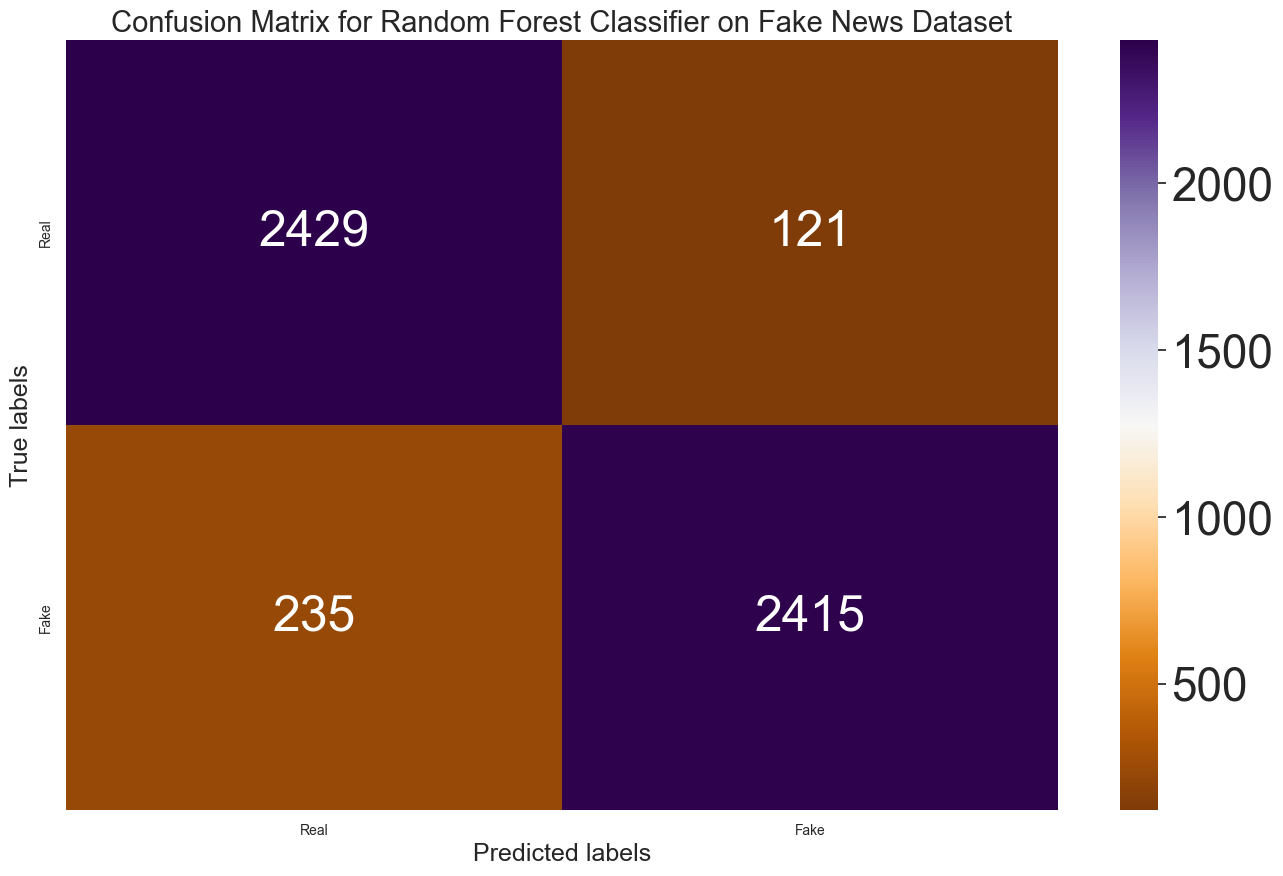 Confusion Matrix for Random Forest Classifier on Fake News Dataset
True labels
Real
Fake
2429
121
235
2415
Real
Fake
Predicted labels
2000
1500
1000
500